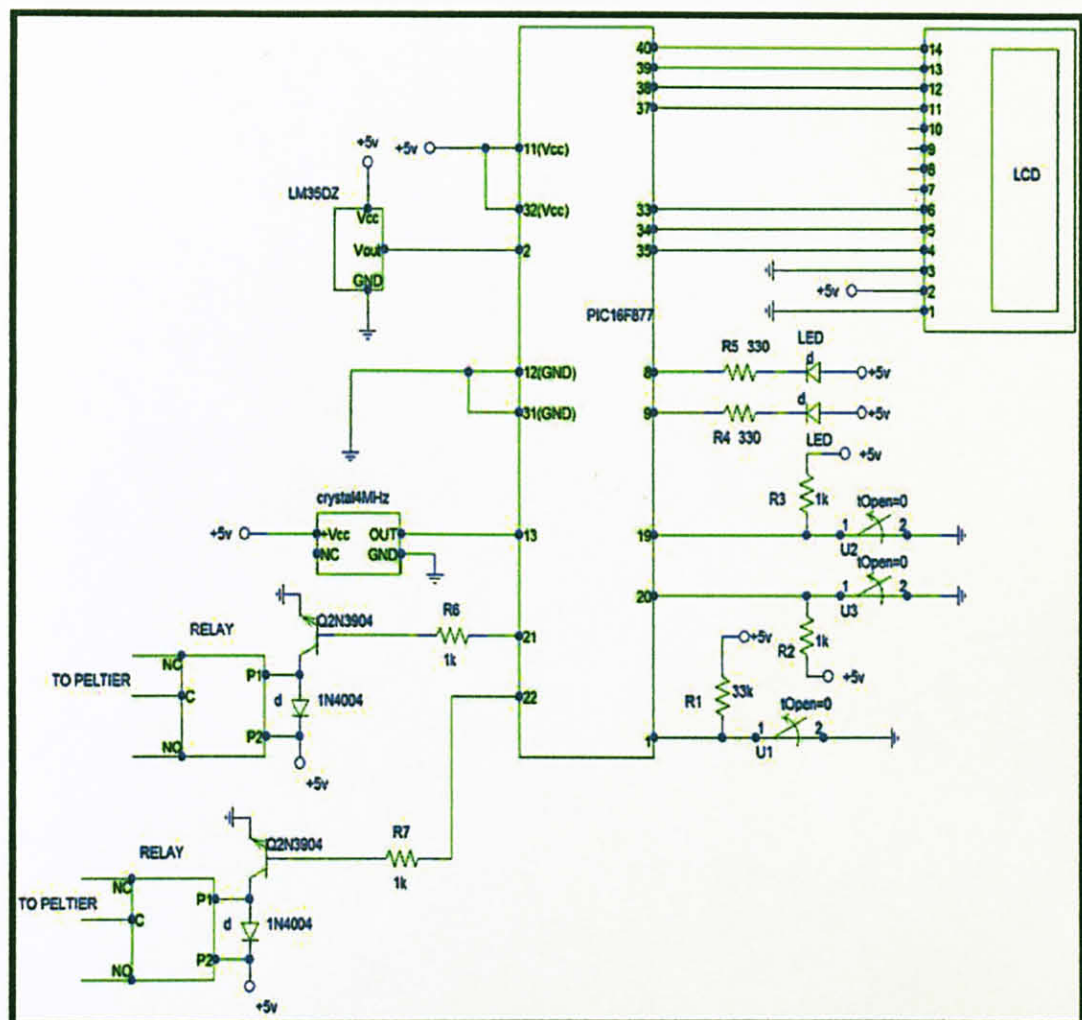 40
14
39
13
38
12
37
11
10
9
8
7
LCD
+5v
+5v
11(Vcc)
LM35DZ
Vcc
32(Vcc)
33
6
Vout
2
34
5
35
4
GND
3
+5v
2
1
PIC16F877
LED
R5 330
d
12(GND)
8
+5v
d
31(GND)
9
+5v
R4 330
LED
+5v
crystal4MHz
R3
1k
tOpen=0
+5v
+Vcc
OUT
13
19
1
2
NC
GND
U2
tOpen=0
20
1
2
U3
Q2N3904
R6
RELAY
21
1k
+5v
R2
1k
NC
P1
TO PELTIER
C
d
1N4004
22
+5v
R1
33k
tOpen=0
NO
P2
1
1
2
U1
+5v
Q2N3904
R7
RELAY
1k
NC
P1
TO PELTIER
C
d
1N4004
NO
P2
+5v